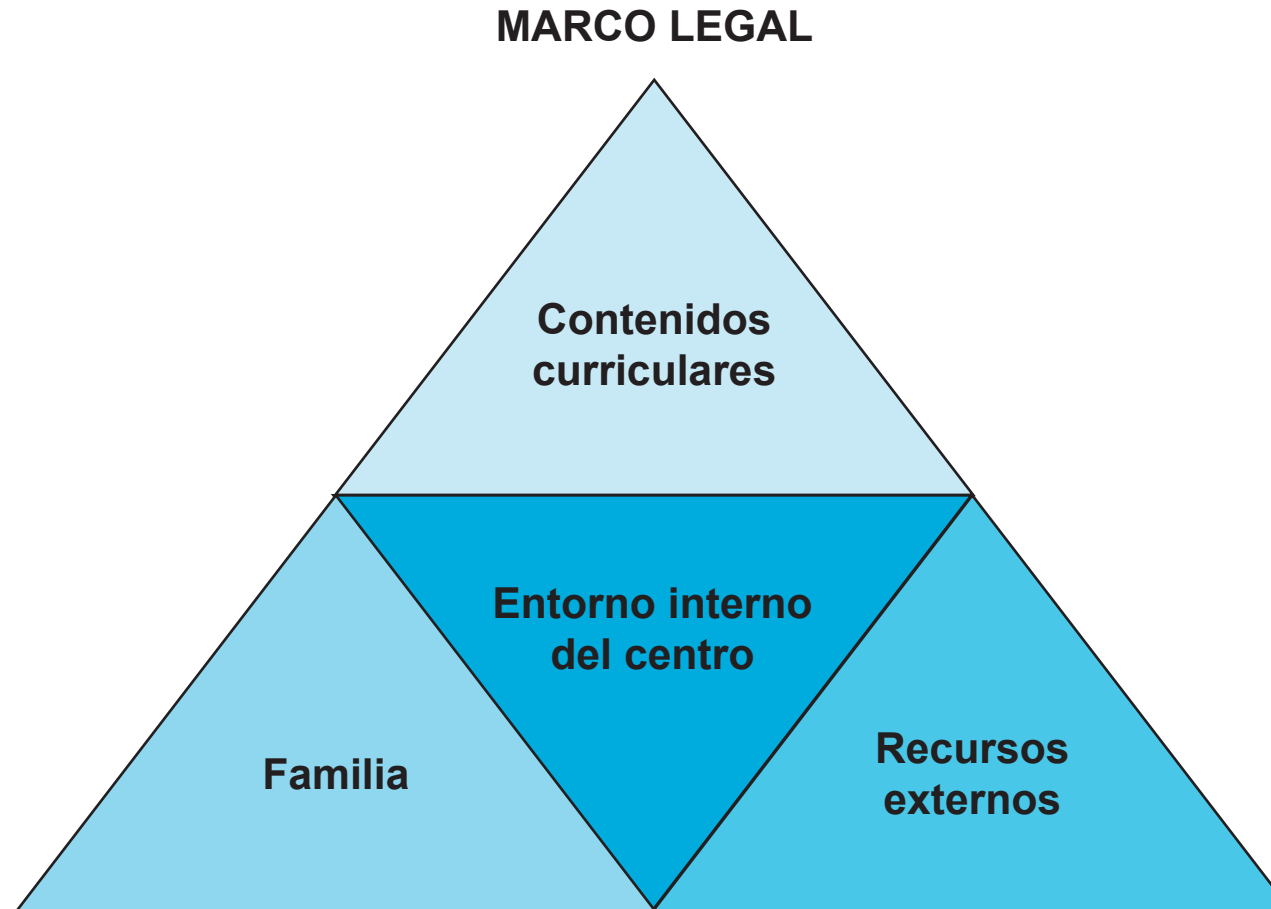 MARCO LEGAL
Contenidos
curriculares
Entorno interno
del centro
Familia
Recursos
externos